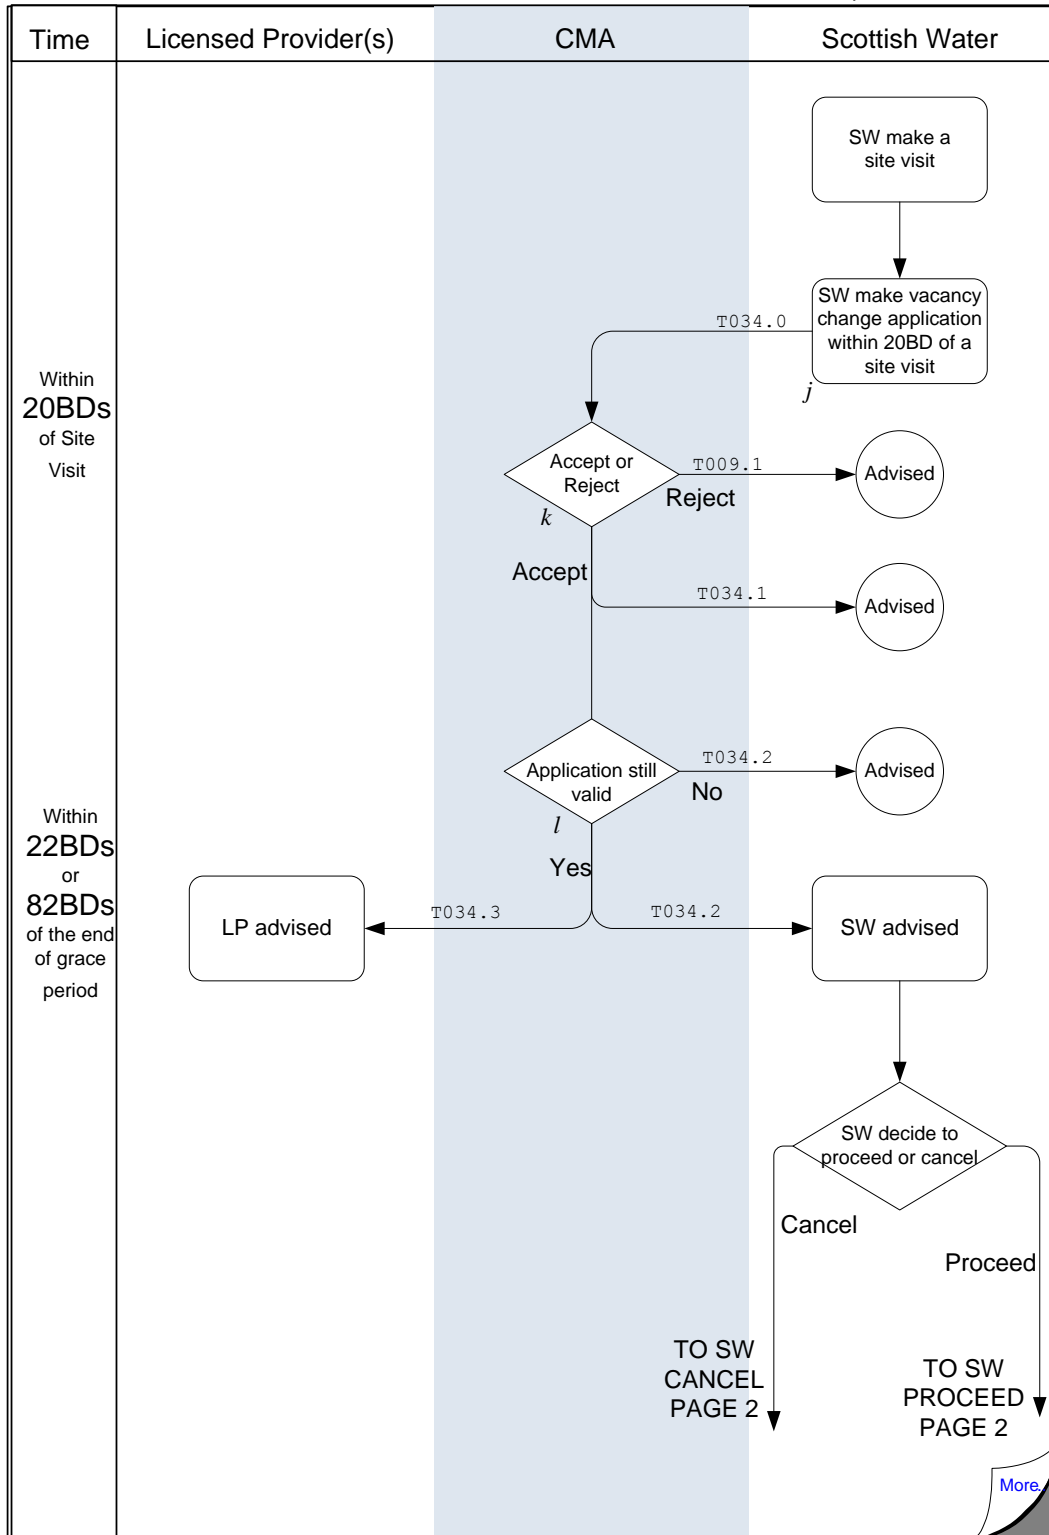 Time
Licensed Provider(s)
CMA
Scottish Water
SW make a
site visit
SW make vacancy
change application
within 20BD of a
site visit
T034.0
j
Within
20BDs
of Site
Visit
Accept or
Reject
k
T009.1
Reject
Advised
Accept
T034.1
Advised
Application still
valid
l
T034.2
No
Advised
Within
22BDs
or
82BDs
of the end
of grace
period
Yes
LP advised
T034.3
T034.2
SW advised
SW decide to
proceed or cancel
Cancel
Proceed
TO SW
CANCEL
PAGE 2
TO SW
PROCEED
PAGE 2
More.